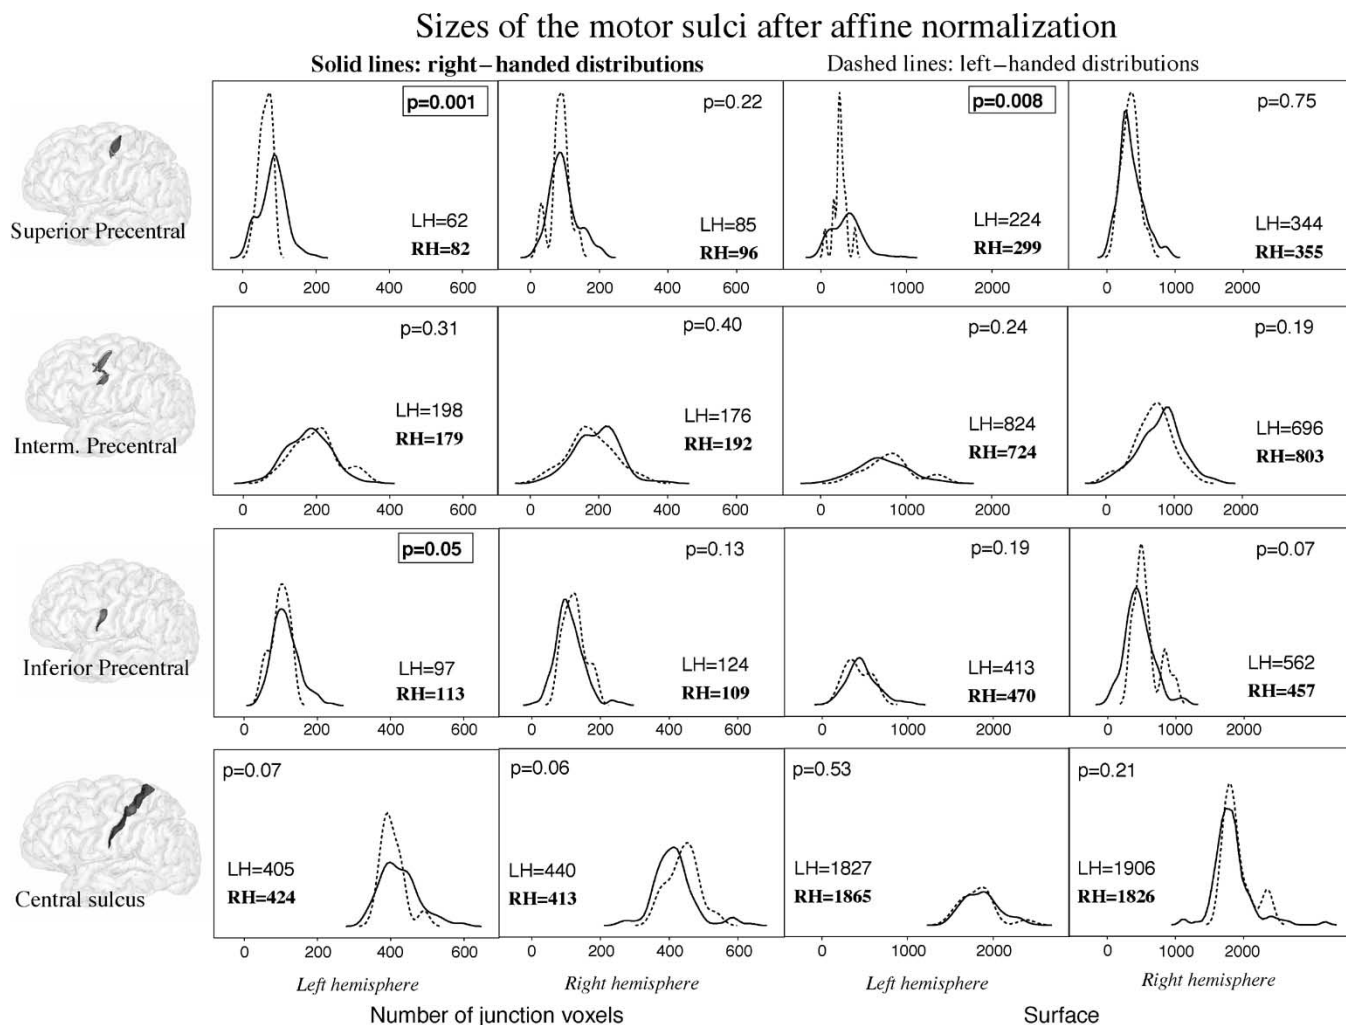 Sizes of the motor sulci after affine normalization
Solid lines: right-handed distributions Dashed lines: left-handed distributions
p=0.001 p=0.22 p=0.008 p=0.75
Superior Precentral
LH=62 LH=85 LH=224 LH=344
RH=82 RH=96 RH=299 RH=355
0 200 400 600 0 200 400 600 0 1000 2000 0 1000 2000
p=0.31 p=0.40 p=0.24 p=0.19
Interm. Precentral
LH=198 LH=176 LH=824 LH=696
RH=179 RH=192 RH=724 RH=803
0 200 400 600 0 200 400 600 0 1000 2000 0 1000 2000
p=0.05 p=0.13 p=0.19 p=0.07
Inferior Precentral
LH=97 LH=124 LH=413 LH=562
RH=113 RH=109 RH=470 RH=457
0 200 400 600 0 200 400 600 0 1000 2000 0 1000 2000
p=0.07 p=0.06 p=0.53 p=0.21
LH=405 LH=440 LH=1827 LH=1906
Central sulcus
RH=424 RH=413 RH=1865 RH=1826
0 200 400 600 0 200 400 600 0 1000 2000 0 1000 2000
Left hemisphere Right hemisphere Left hemisphere Right hemisphere
Number of junction voxels Surface